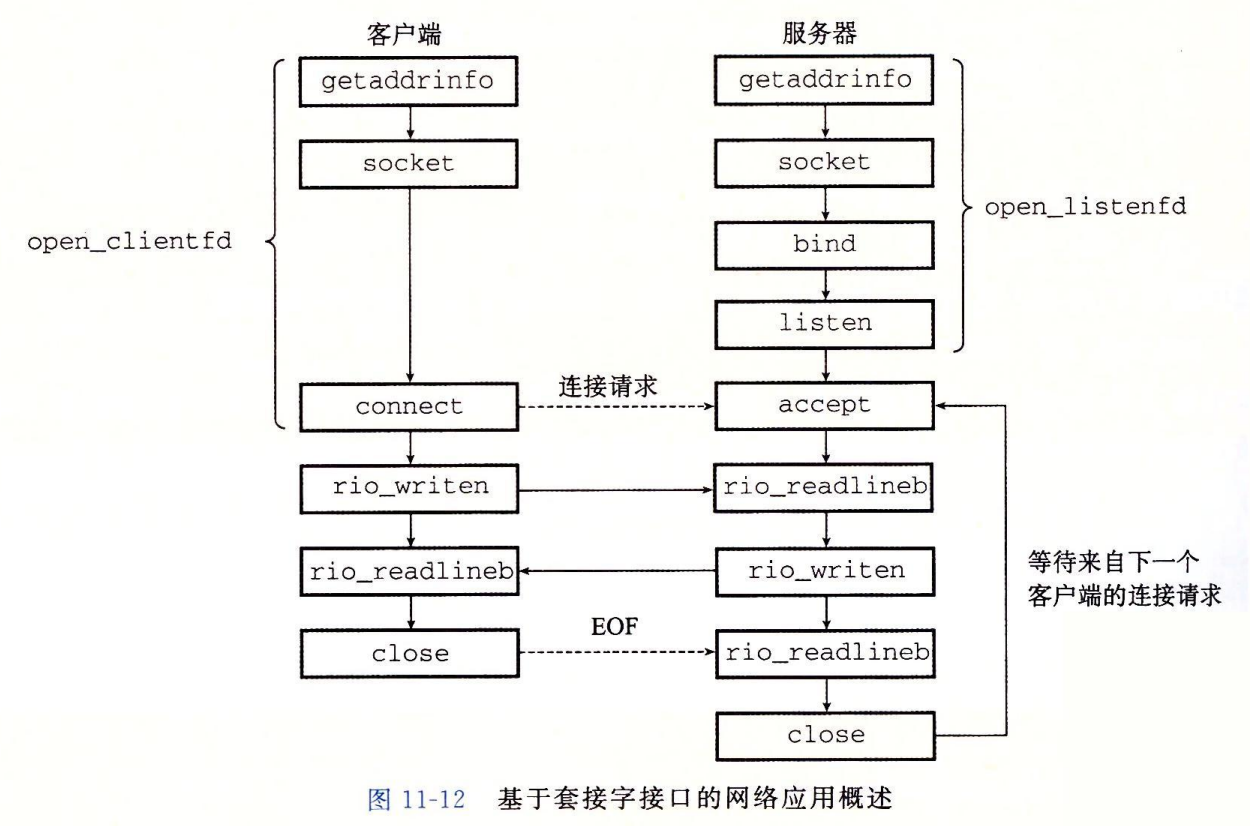 客户端
getaddrinfo
socket
open_clientfd
connect
rio_writen
rio_readlineb
close
连接请求
EOF
服务器
getaddrinfo
socket
bind
listen
open_listenfd
accept
rio_readlineb
rio_writen
rio_readlineb
close
等待来自下一个
客户端的连接请求
图 11-12 基于套接字接口的网络应用概述